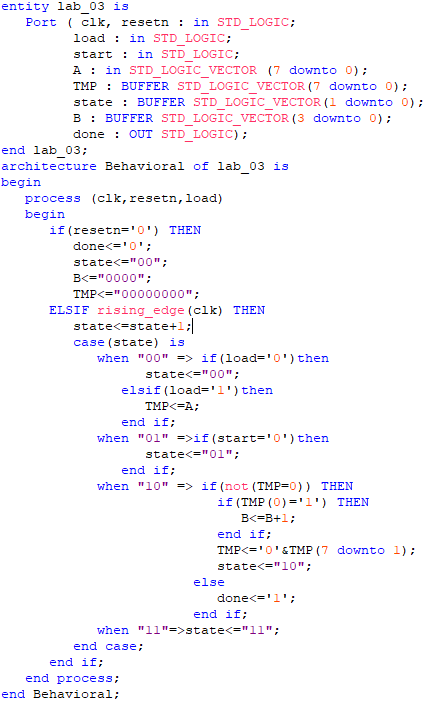 entity lab_03 is
Port ( clk, resetn : in STD_LOGIC;
load : in STD_LOGIC;
start : in STD_LOGIC;
A : in STD_LOGIC_VECTOR (7 downto 0);
TMP : BUFFER STD_LOGIC_VECTOR(7 downto 0);
state : BUFFER STD_LOGIC_VECTOR(1 downto 0);
B : BUFFER STD_LOGIC_VECTOR(3 downto 0);
done : OUT STD_LOGIC);
end lab_03;
architecture Behavioral of lab_03 is
begin
process (clk,resetn,load)
begin
if(resetn='0') THEN
done<='0';
state<="00";
B<="0000";
TMP<="00000000";
ELSIF rising_edge(clk) THEN
state<=state+1;
case(state) is
when "00" => if(load='0')then
state<="00";
elsif(load='1')then
TMP<=A;
end if;
when "01" =>if(start='0')then
state<="01";
end if;
when "10" => if(not(TMP=0)) THEN
if(TMP(0)='1') THEN
B<=B+1;
end if;
TMP<='0'&TMP(7 downto 1);
state<="10";
else
done<='1';
end if;
when "11"=>state<="11";
end case;
end if;
end process;
end Behavioral;